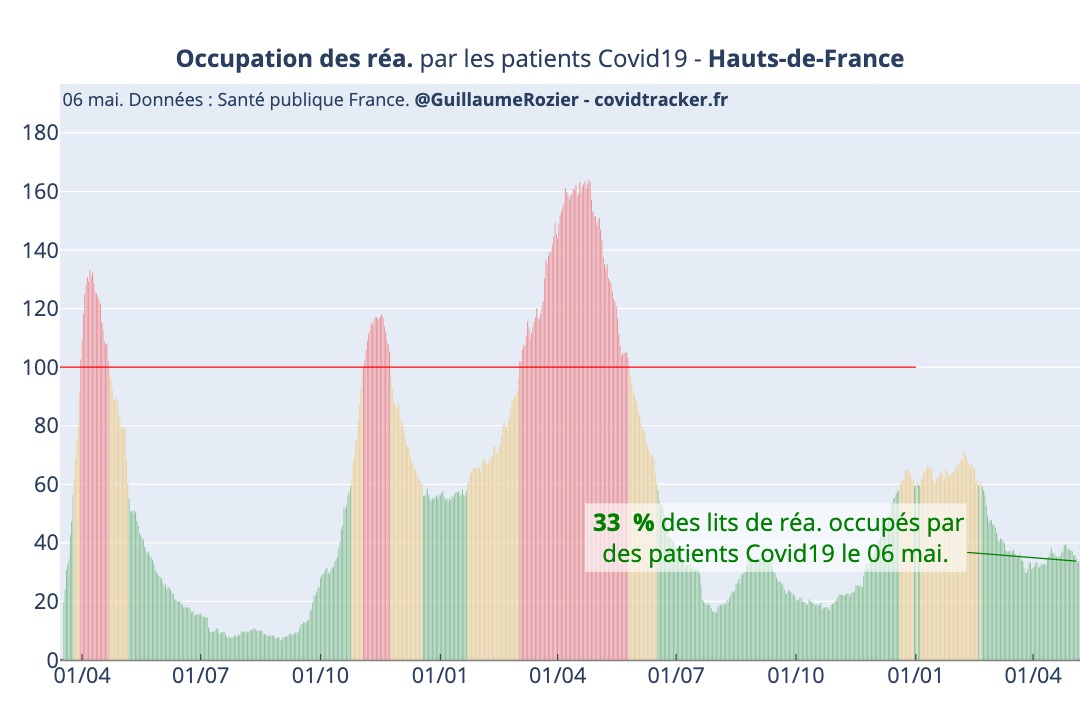 Occupation des réa. par les patients Covid19 - Hauts-de-France
06 mai. Données : Santé publique France. @GuillaumeRozier - covidtracker.fr
180
160
140
120
100
80
60
40
20
0
33 % des lits de réa. occupés par
des patients Covid19 le 06 mai.
01/04 01/07 01/10 01/01 01/04 01/07 01/10 01/01 01/04